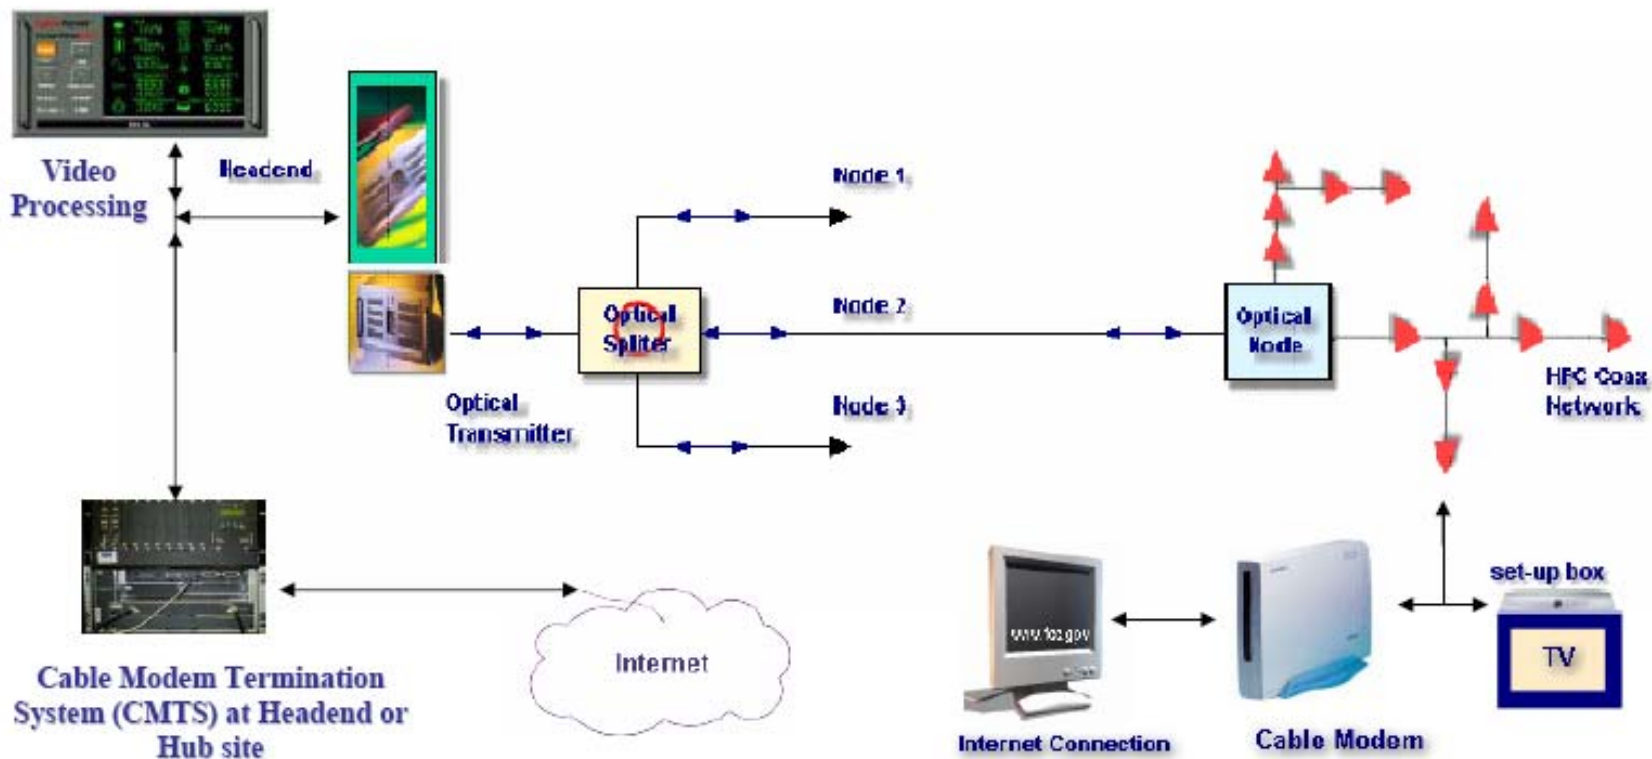 Video
Processing
Headend
Node 1
Node 2
Node 3
Optical
Spliter
Optical
Transmitter
Optical
Node
HFC Coax
Network
Cable Modem Termination
System (CMTS) at Headend or
Hub site
Internet
www.fcc.gov
Internet Connection
Cable Modem
set-up box
TV